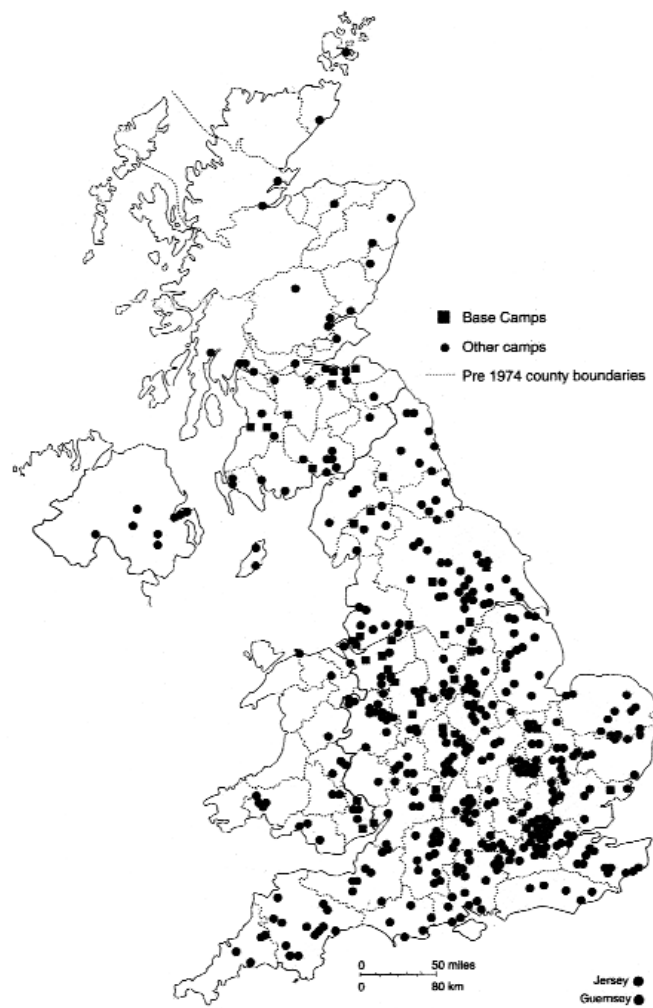 Base Camps
Other camps
Pre 1974 county boundaries
0 50 miles
0 80 km
Jersey
Guernsey